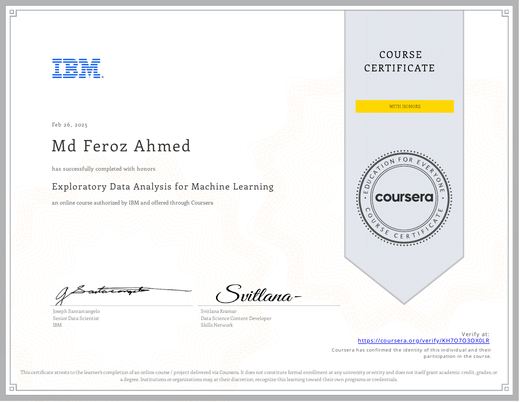 IBM
COURSE
CERTIFICATE
WITH HONORS
Feb 26, 2025
Md Feroz Ahmed
has successfully completed with honors
Exploratory Data Analysis for Machine Learning
an online course authorized by IBM and offered through Coursera
EDUCATION FOR EVERYONE
coursera
COURSE CERTIFICATE
Joseph Santarcangelo
Senior Data Scientist
IBM
Svitlana
Svitlana Kramar
Data Science Content Developer
Skills Network
Verify at:
https://coursera.org/verify/
Coursera has confirmed the identity of this individual and their
participation in the course.
This certificate attests to the learner's completion of an online course / project delivered via Coursera. It does not constitute formal enrollment at any university or entity and does not itself grant academic credit, grades, or
a degree. Institutions or organizations may, at their discretion, recognize this learning toward their own programs or credentials.